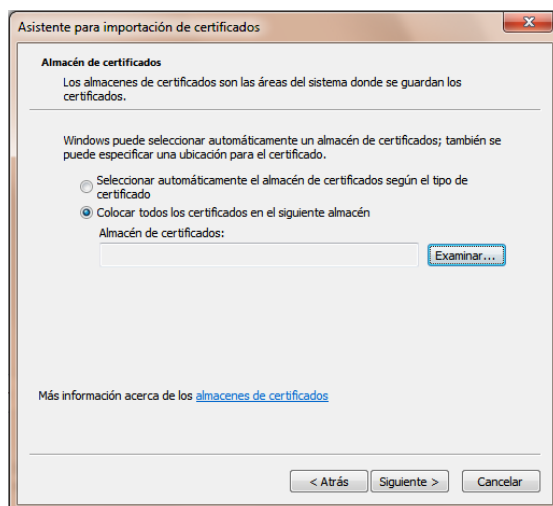 Asistente para importación de certificados
Almacén de certificados
Los almacenes de certificados son las áreas del sistema donde se guardan los
certificados.
Windows puede seleccionar automáticamente un almacén de certificados; también se
puede especificar una ubicación para el certificado.
Seleccionar automáticamente el almacén de certificados según el tipo de
certificado
Colocar todos los certificados en el siguiente almacén
Almacén de certificados:
Examinar...
Más información acerca de los almacenes de certificados
< Atrás Siguiente > Cancelar